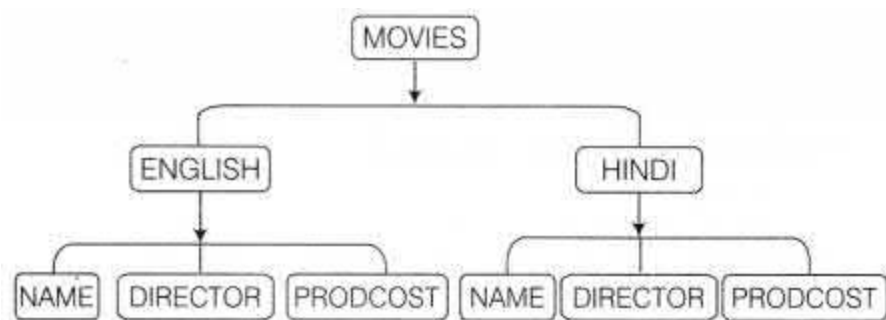 MOVIES
ENGLISH HINDI
NAME DIRECTOR PRODCOST NAME DIRECTOR PRODCOST